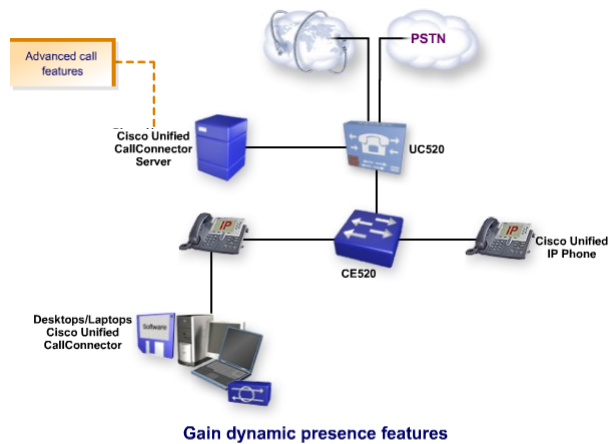 PSTN
Advanced call
features
Cisco Unified
CallConnector
Server
UC520
IP
IP
Cisco Unified
IP Phone
CE520
Desktops/Laptops
Cisco Unified
CallConnector
Software
Gain dynamic presence features